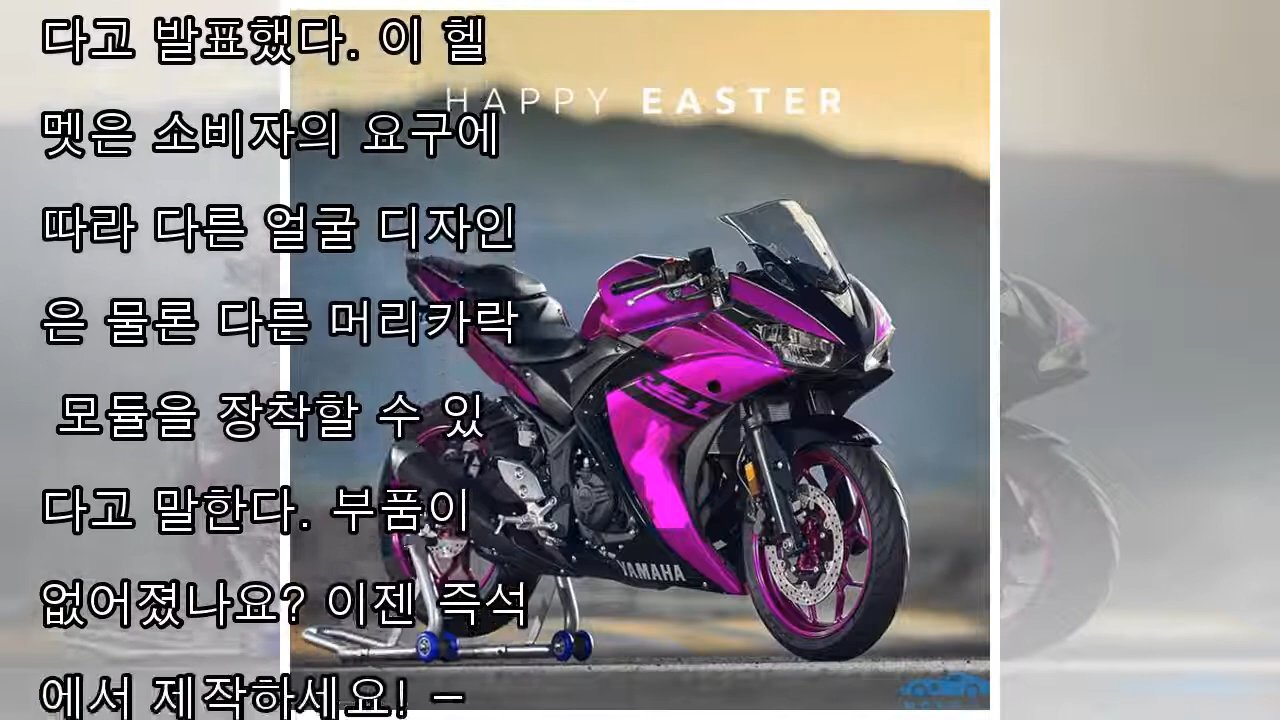 다고 발표했다. 이 헬
멧은 소비자의 요구에
따라 다른 얼굴 디자인
은 물론 다른 머리카락
모듈을 장착할 수 있
다고 말한다. 부품이
없어졌나요? 이젠 즉석
에서 제작하세요! –
HAPPY EASTER
YAMAHA